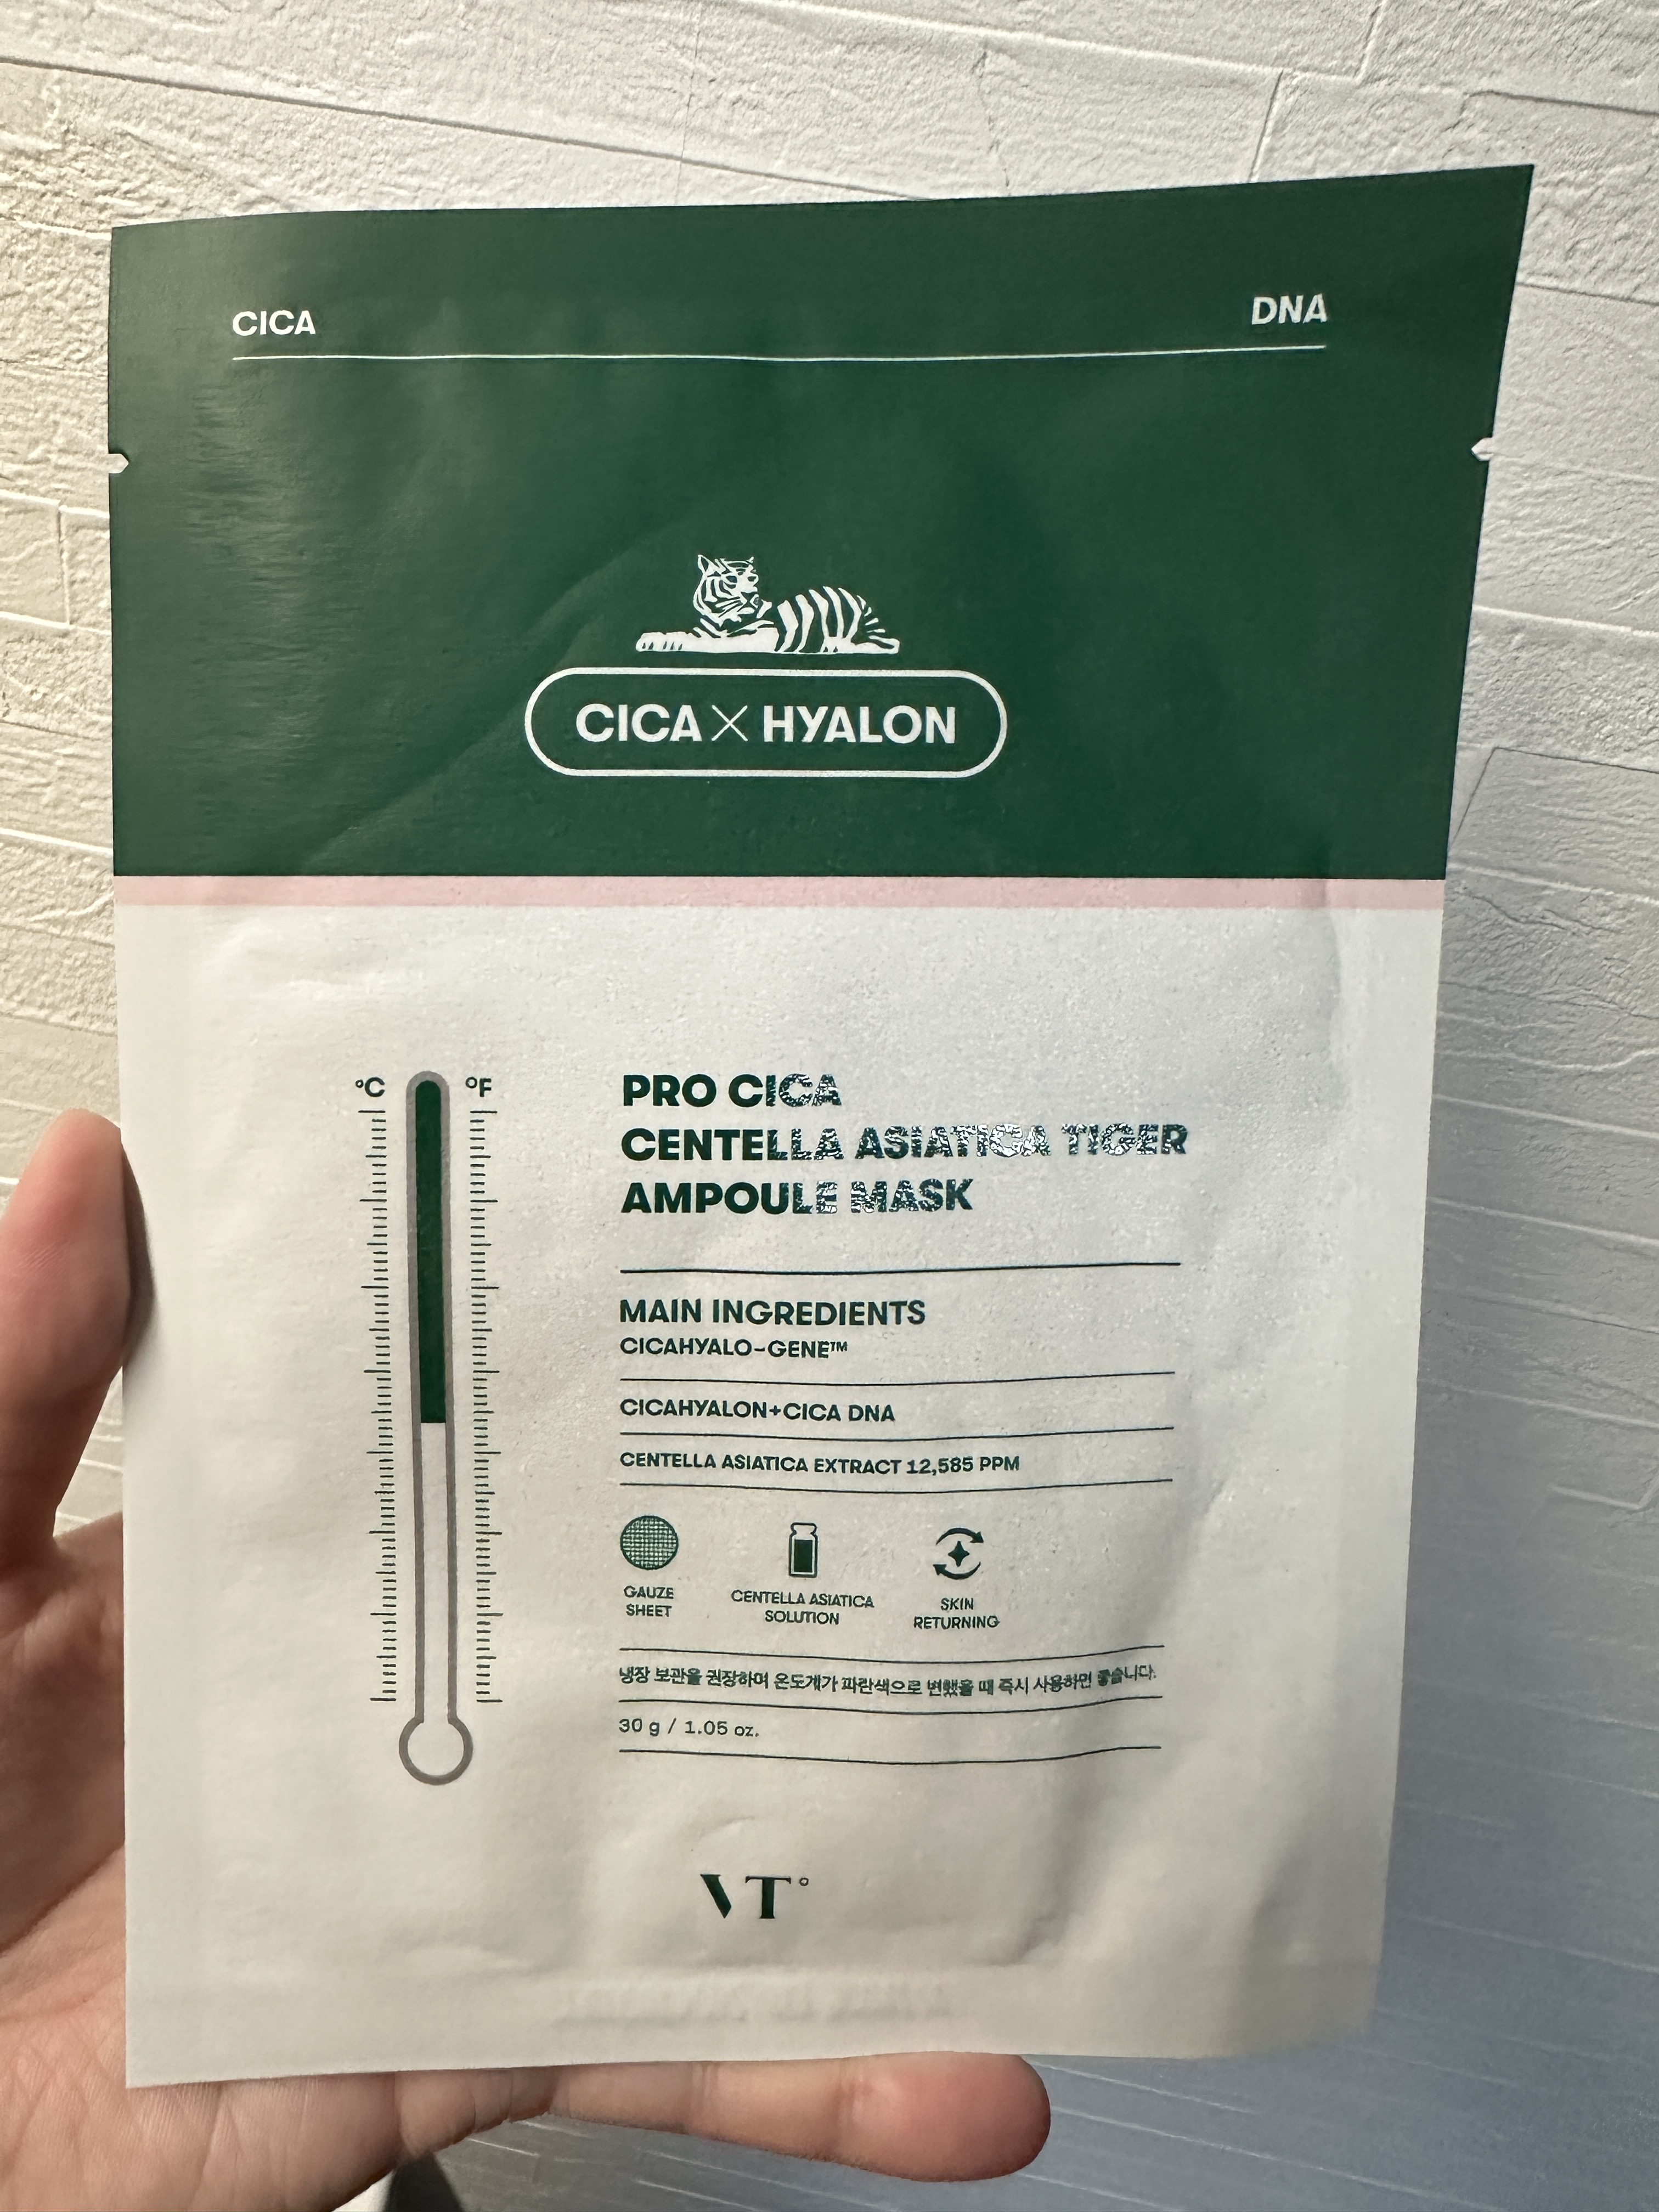 CICA
DNA
CICA × HYALON
°C
°F
PRO CICA
CENTELLA ASIATICA TIGER
AMPOULE MASK
MAIN INGREDIENTS
CICAHYALO-GENE™
CICAHYALON+CICA DNA
CENTELLA ASIATICA EXTRACT 12,585 PPM
GAUZE
SHEET
CENTELLA ASIATICA
SOLUTION
SKIN
RETURNING
냉장 보관을 권장하며 온도계가 파란색으로 변했을 때 즉시 사용하면 좋습니다.
30 g / 1.05 oz.
VT°